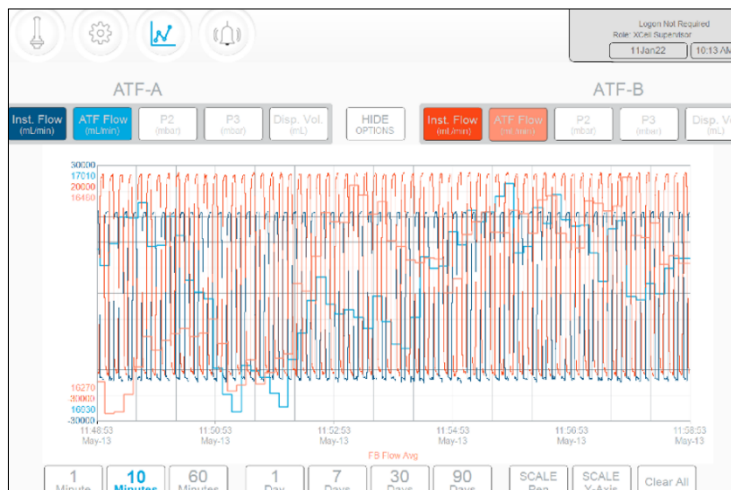 Logon Not Required
Role: XCell Supervisor
11Jan22 10:13 AM
ATF-A
ATF-B
Inst. Flow (mL/min)
ATF Flow (mL/min)
P2 (mbar)
P3 (mbar)
Disp. Vol. (mL)
HIDE OPTIONS
Inst. Flow (mL/min)
ATF Flow (mL/min)
P2 (mbar)
P3 (mbar)
Disp. Vo
(mL)
30000
17010
20000
16460
16270
-30000
16030
-30000
11:48:53 May-13
11:50:53 May-13
11:52:53 May-13
11:54:53 May-13
11:56:53 May-13
11:58:53 May-13
FB Flow Avg
1 Minute
10 Minutes
60 Minutes
1 Day
7 Days
30 Days
90 Days
SCALE
SCALE Y-Axis
Clear All